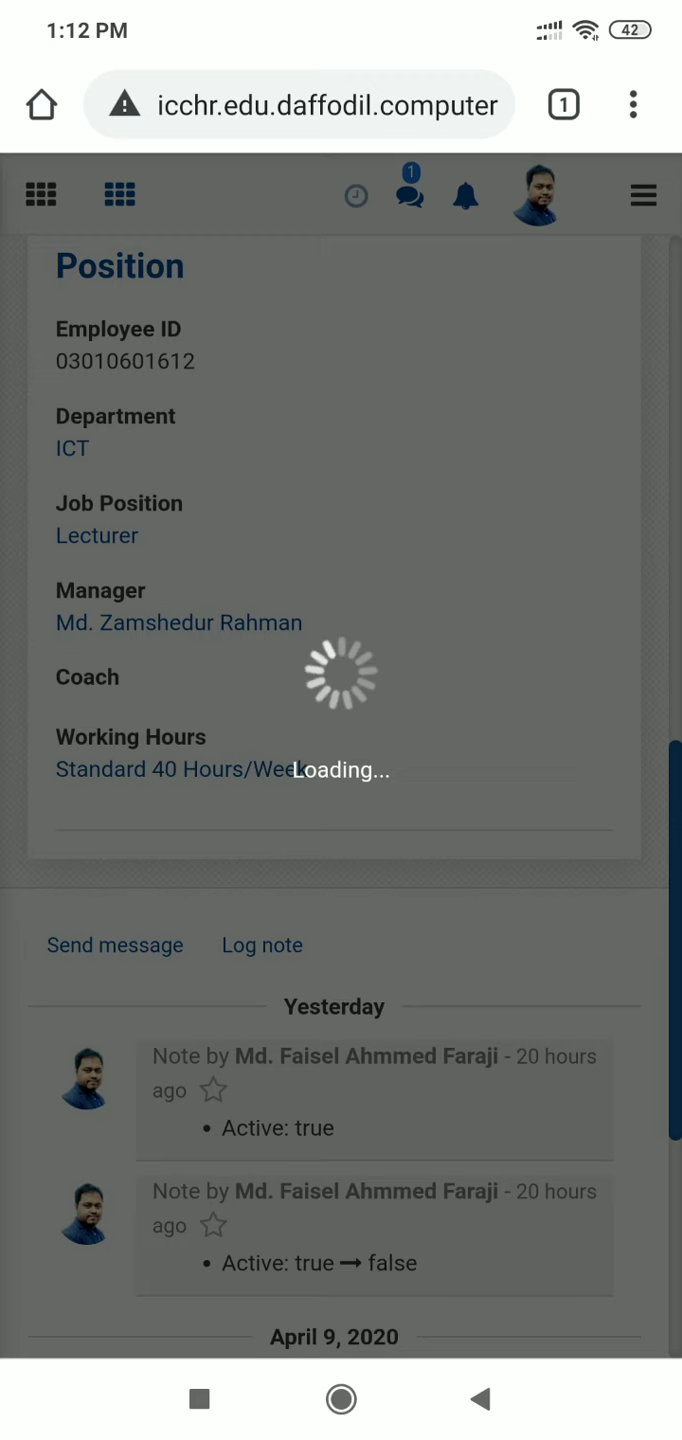 1:12 PM
42
icchr.edu.daffodil.computer
1
1
Position
Employee ID
03010601612
Department
ICT
Job Position
Lecturer
Manager
Md. Zamshedur Rahman
Coach
Working Hours
Standard 40 Hours/Week
Loading...
Send message Log note
Yesterday
Note by Md. Faisel Ahmmed Faraji - 20 hours
ago
• Active: true
Note by Md. Faisel Ahmmed Faraji - 20 hours
ago
• Active: true → false
April 9, 2020